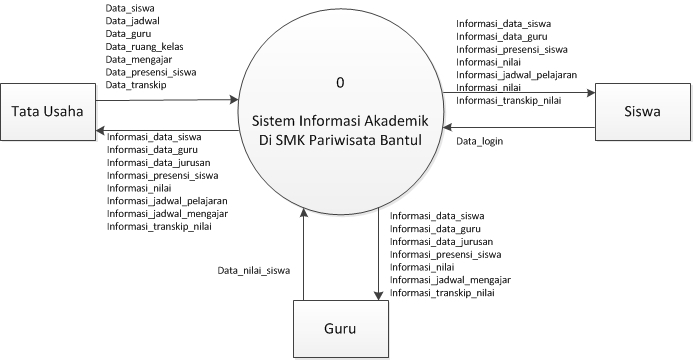 Data_siswa
Data_jadwal
Data_guru
Data_ruang_kelas
Data_mengajar
Data_presensi_siswa
Data_transkip
Tata Usaha
Informasi_data_siswa
Informasi_data_guru
Informasi_data_jurusan
Informasi_presensi_siswa
Informasi_nilai
Informasi_jadwal_pelajaran
Informasi_jadwal_mengajar
Informasi_transkip_nilai
0
Sistem Informasi Akademik
Di SMK Pariwisata Bantul
Informasi_data_siswa
Informasi_data_guru
Informasi_presensi_siswa
Informasi_nilai
Informasi_jadwal_pelajaran
Informasi_nilai
Informasi_transkip_nilai
Siswa
Data_login
Data_nilai_siswa
Informasi_data_siswa
Informasi_data_guru
Informasi_data_jurusan
Informasi_presensi_siswa
Informasi_nilai
Informasi_jadwal_mengajar
Informasi_transkip_nilai
Guru